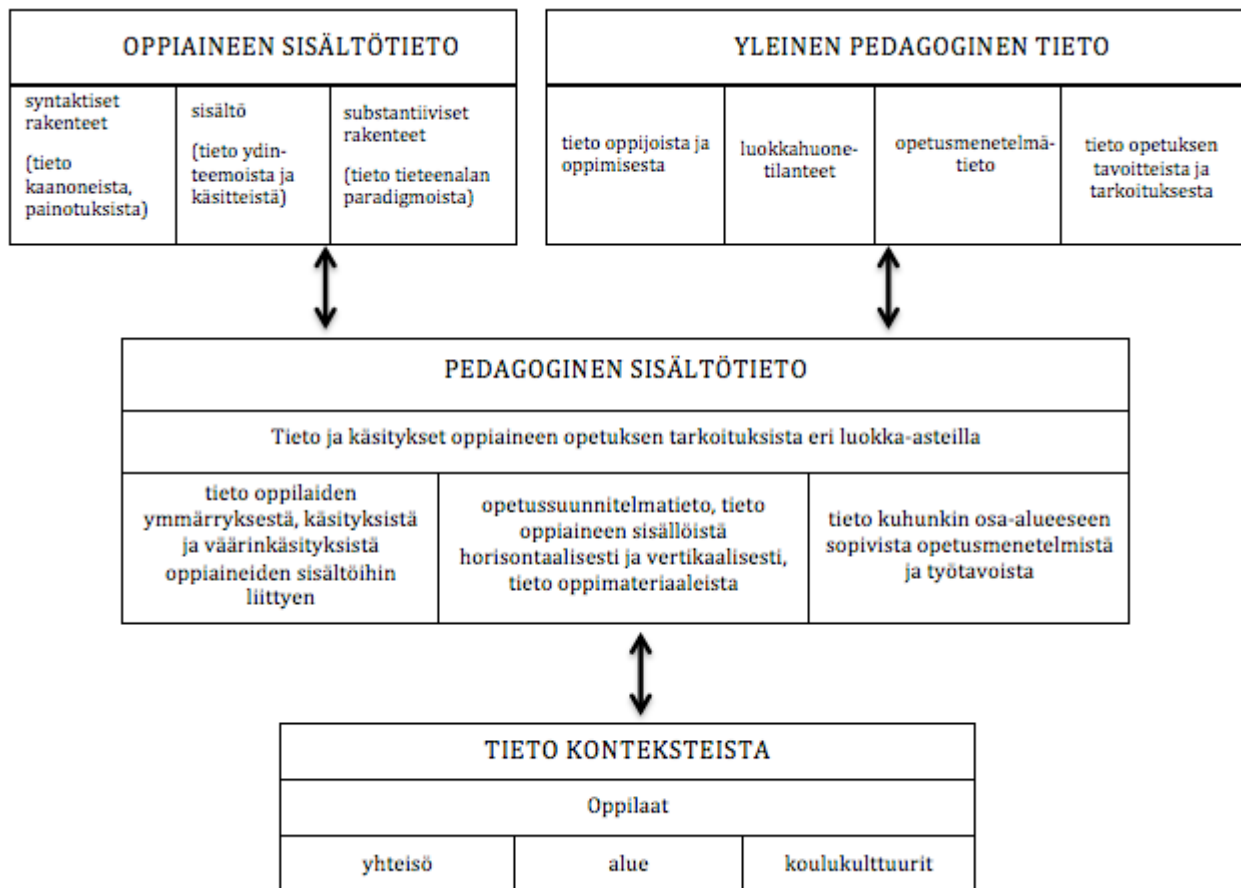 OPPIAINEEN SISÄLTÖTIETO
syntaktiset
rakenteet
(tieto
kaanoneista,
painotuksista)
sisältö
(tieto ydin-
teemoista ja
käsitteistä)
substantiiviset
rakenteet
(tieto tieteenalan
paradigmoista)
YLEINEN PEDAGOGINEN TIETO
tieto oppijoista ja
oppimisesta
luokkahuone-
tilanteet
opetusmenetelmä-
tieto
tieto opetuksen
tavoitteista ja
tarkoituksesta
PEDAGOGINEN SISÄLTÖTIETO
Tieto ja käsitykset oppiaineen opetuksen tarkoituksista eri luokka-asteilla
tieto oppilaiden
ymmärryksestä, käsityksistä
ja väärinkäsityksistä
oppiaineiden sisältöihin
liittyen
opetussuunnitelmatieto, tieto
oppiaineen sisällöistä
horisontaalisesti ja vertikaalisesti,
tieto oppimateriaaleista
tieto kuhunkin osa-alueeseen
sopivista opetusmenetelmistä
ja työtavoista
TIETO KONTEKSTEISTA
Oppilaat
yhteisö
alue
koulukulttuurit